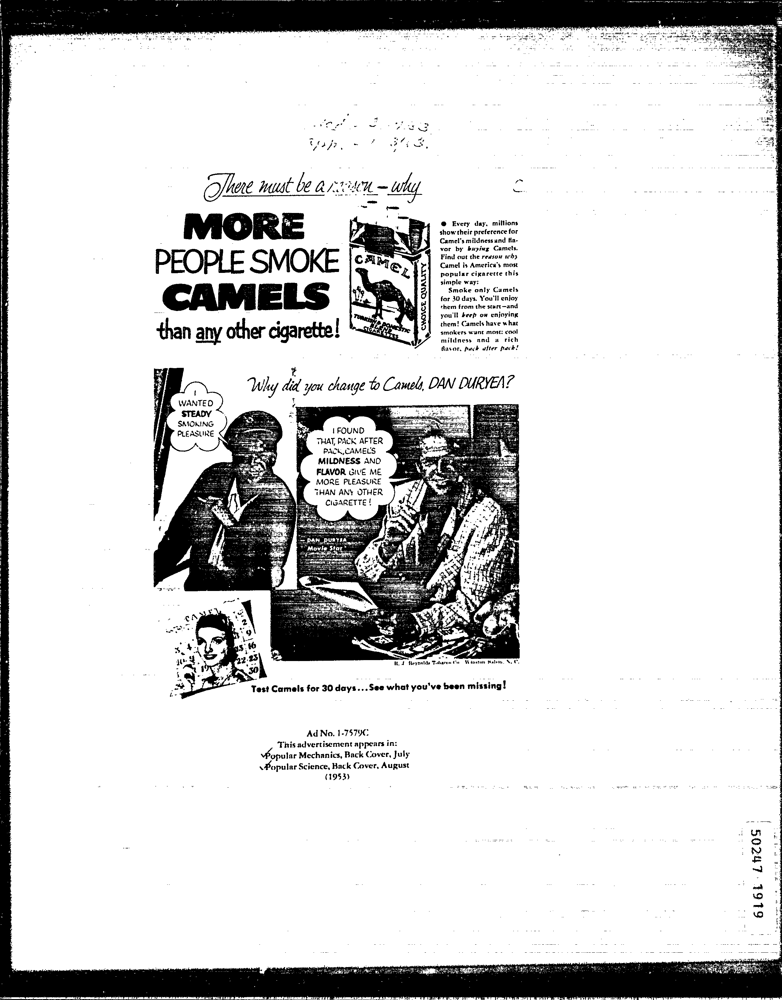 There must be a reason – why
MORE
PEOPLE SMOKE
CAMELS
than any other cigarette!
CAMEL
TURKISH & DOMESTIC
CIGARETTES
CHOICE QUALITY
● Every day, millions
show their preference for
Camel's mildness and fla-
vor by buying Camels.
Find out the reason why
Camel is America's most
popular cigarette this
simple way:
Smoke only Camels
for 30 days. You'll enjoy
them from the start—and
you'll keep on enjoying
them! Camels have what
smokers want most: cool
mildness and a rich
flavor, pack after pack!
Why did you change to Camels, DAN DURYEA?
I
WANTED
STEADY
SMOKING
PLEASURE
I FOUND
THAT, PACK AFTER
PACK, CAMEL'S
MILDNESS AND
FLAVOR GIVE ME
MORE PLEASURE
THAN ANY OTHER
CIGARETTE!
DAN DURYEA
Movie Star
2
9
16
22 23
30
R. J. Reynolds Tobacco Co. Winston-Salem, N. C.
Test Camels for 30 days...See what you've been missing!
Ad No. 1-7579C
This advertisement appears in:
Popular Mechanics, Back Cover, July
Popular Science, Back Cover, August
(1953)
50247 1919